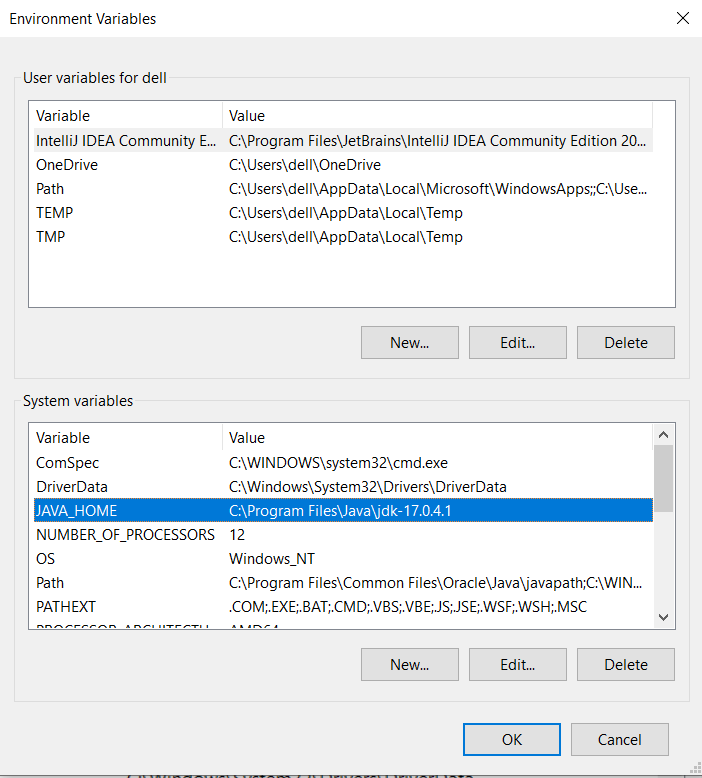 Environment Variables
User variables for dell
Variable Value
IntelliJ IDEA Community E... C:\Program Files\JetBrains\IntelliJ IDEA Community Edition 20...
OneDrive C:\Users\dell\OneDrive
Path C:\Users\dell\AppData\Local\Microsoft\WindowsApps;;C:\Use...
TEMP C:\Users\dell\AppData\Local\Temp
TMP C:\Users\dell\AppData\Local\Temp
New... Edit... Delete
System variables
Variable Value
ComSpec C:\WINDOWS\system32\cmd.exe
DriverData C:\Windows\System32\Drivers\DriverData
JAVA_HOME C:\Program Files\Java\jdk-17.0.4.1
NUMBER_OF_PROCESSORS 12
OS Windows_NT
Path C:\Program Files\Common Files\Oracle\Java\javapath;C:\WIN...
PATHEXT .COM;.EXE;.BAT;.CMD;.VBS;.VBE;.JS;.JSE;.WSF;.WSH;.MSC
AMD64
New... Edit... Delete
OK Cancel